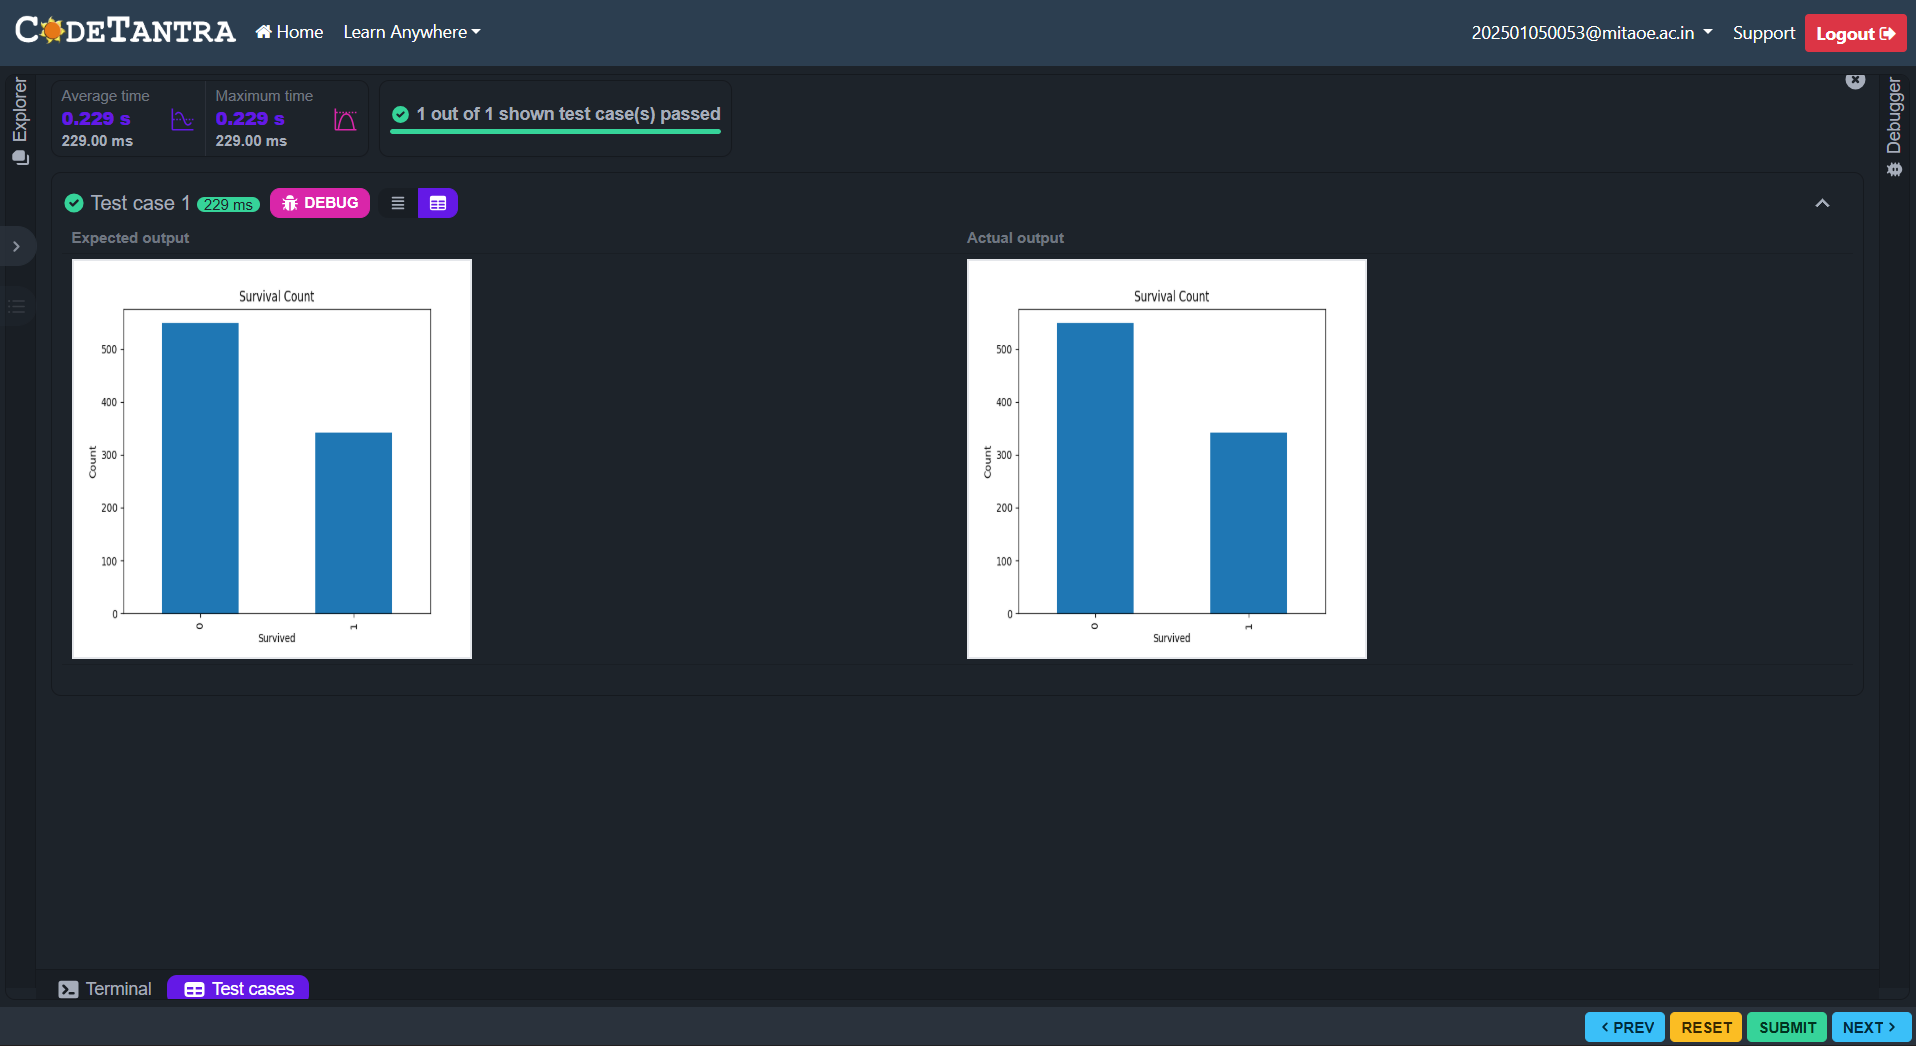 CODETANTRA Home Learn Anywhere 202501050053@mitaoe.ac.in Support Logout
Explorer
Debugger
Average time
0.229 s
229.00 ms
Maximum time
0.229 s
229.00 ms
1 out of 1 shown test case(s) passed
Test case 1 229 ms DEBUG
Expected output
Survival Count
500
400
300
200
100
0
Count
0
1
Survived
Actual output
Survival Count
500
400
300
200
100
0
Count
0
1
Survived
Terminal Test cases
PREV RESET SUBMIT NEXT